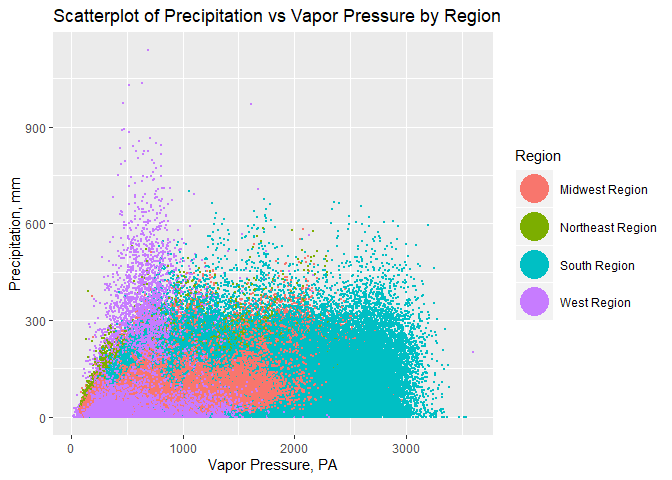 Scatterplot of Precipitation vs Vapor Pressure by Region
Precipitation, mm
900
600
300
0
0
1000
2000
3000
Vapor Pressure, PA
Region
Midwest Region
Northeast Region
South Region
West Region